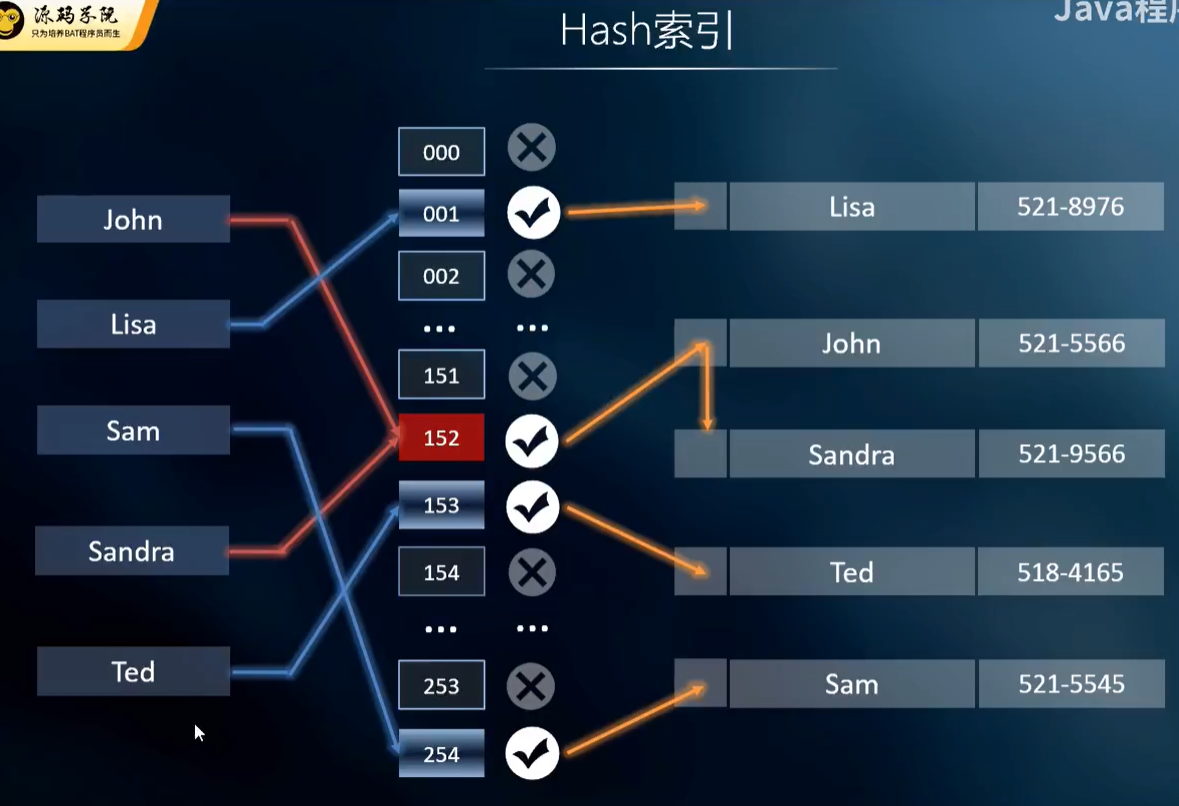 源码学院
只为培养BAT程序员而生
Hash索引
Java程序
John
Lisa
Sam
Sandra
Ted
000
001
002
...
...
151
152
153
154
...
...
253
254
Lisa 521-8976
John 521-5566
Sandra 521-9566
Ted 518-4165
Sam 521-5545